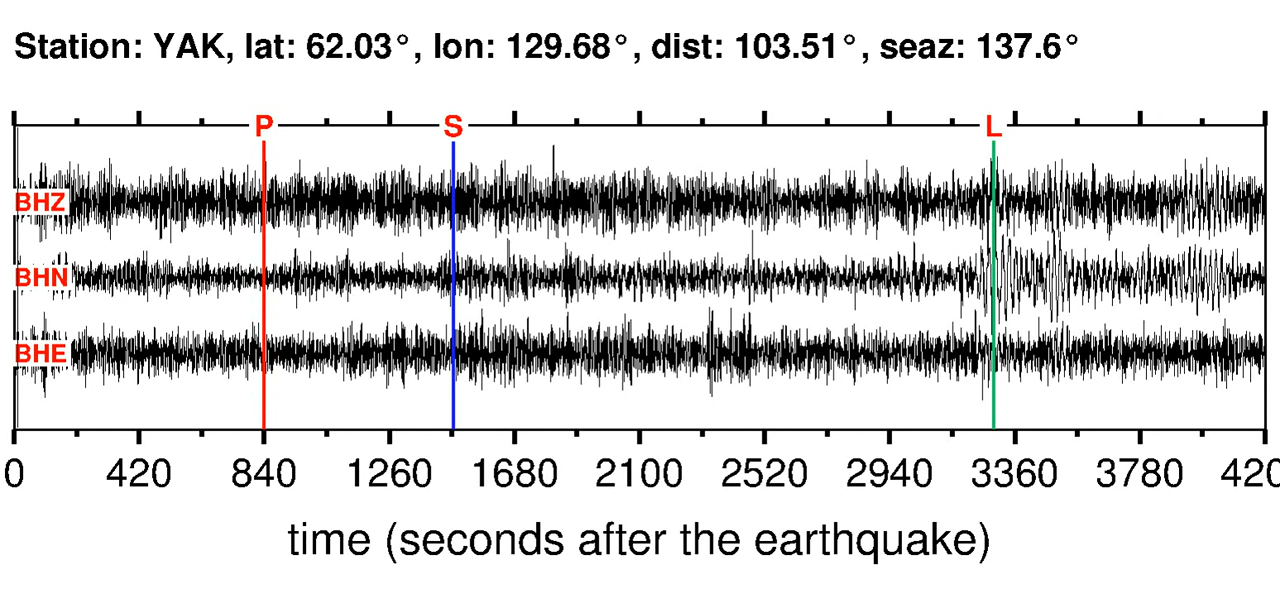 Station: YAK, lat: 62.03°, lon: 129.68°, dist: 103.51°, seaz: 137.6°
P S L
BHZ
BHN
BHE
0 420 840 1260 1680 2100 2520 2940 3360 3780 420
time (seconds after the earthquake)